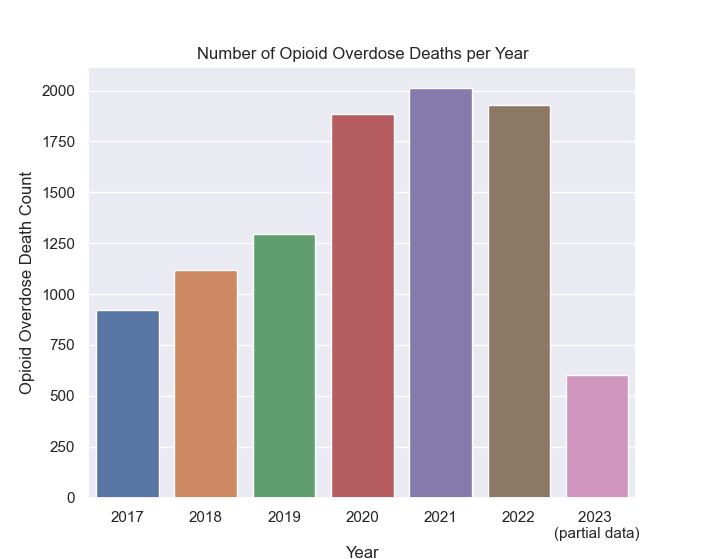 Number of Opioid Overdose Deaths per Year
Opioid Overdose Death Count
2000
1750
1500
1250
1000
750
500
250
0
2017 2018 2019 2020 2021 2022 2023
(partial data)
Year